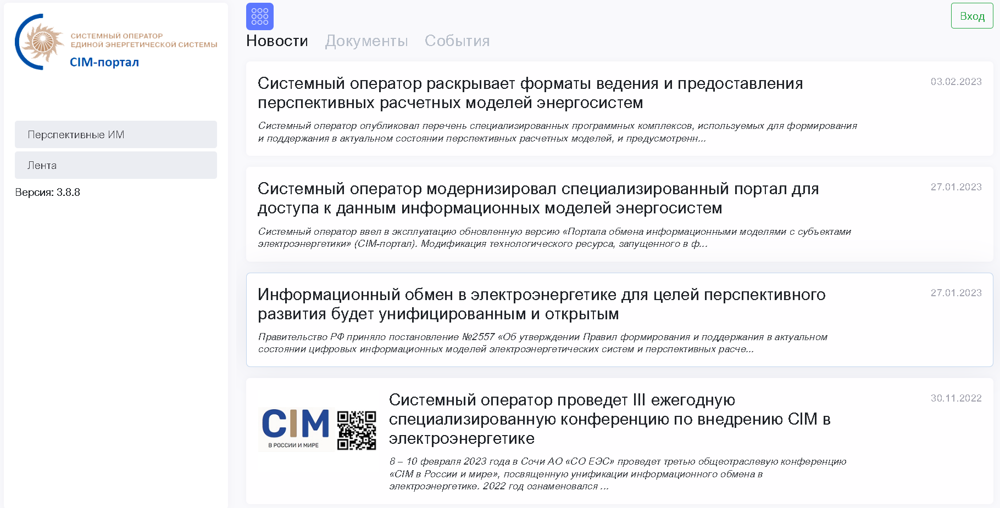 СИСТЕМНЫЙ ОПЕРАТОР
ЕДИНОЙ ЭНЕРГЕТИЧЕСКОЙ СИСТЕМЫ
CIM-портал
Перспективные ИМ
Лента
Версия: 3.8.8
Вход
Новости Документы События
Системный оператор раскрывает форматы ведения и предоставления
перспективных расчетных моделей энергосистем
03.02.2023
Системный оператор опубликовал перечень специализированных программных комплексов, используемых для формирования
и поддержания в актуальном состоянии перспективных расчетных моделей, и предусмотренн...
Системный оператор модернизировал специализированный портал для
доступа к данным информационных моделей энергосистем
27.01.2023
Системный оператор ввел в эксплуатацию обновленную версию «Портала обмена информационными моделями с субъектами
электроэнергетики» (CIM-портал). Модификация технологического ресурса, запущенного в ф...
Информационный обмен в электроэнергетике для целей перспективного
развития будет унифицированным и открытым
27.01.2023
Правительство РФ приняло постановление №2557 «Об утверждении Правил формирования и поддержания в актуальном
состоянии цифровых информационных моделей электроэнергетических систем и перспективных расче...
CIM
В РОССИИ И МИРЕ
Системный оператор проведет III ежегодную
специализированную конференцию по внедрению CIM в
электроэнергетике
30.11.2022
8 – 10 февраля 2023 года в Сочи АО «СО ЕЭС» проведет третью общеотраслевую конференцию
«CIM в России и мире», посвященную унификации информационного обмена в
электроэнергетике. 2022 год ознаменовался ...